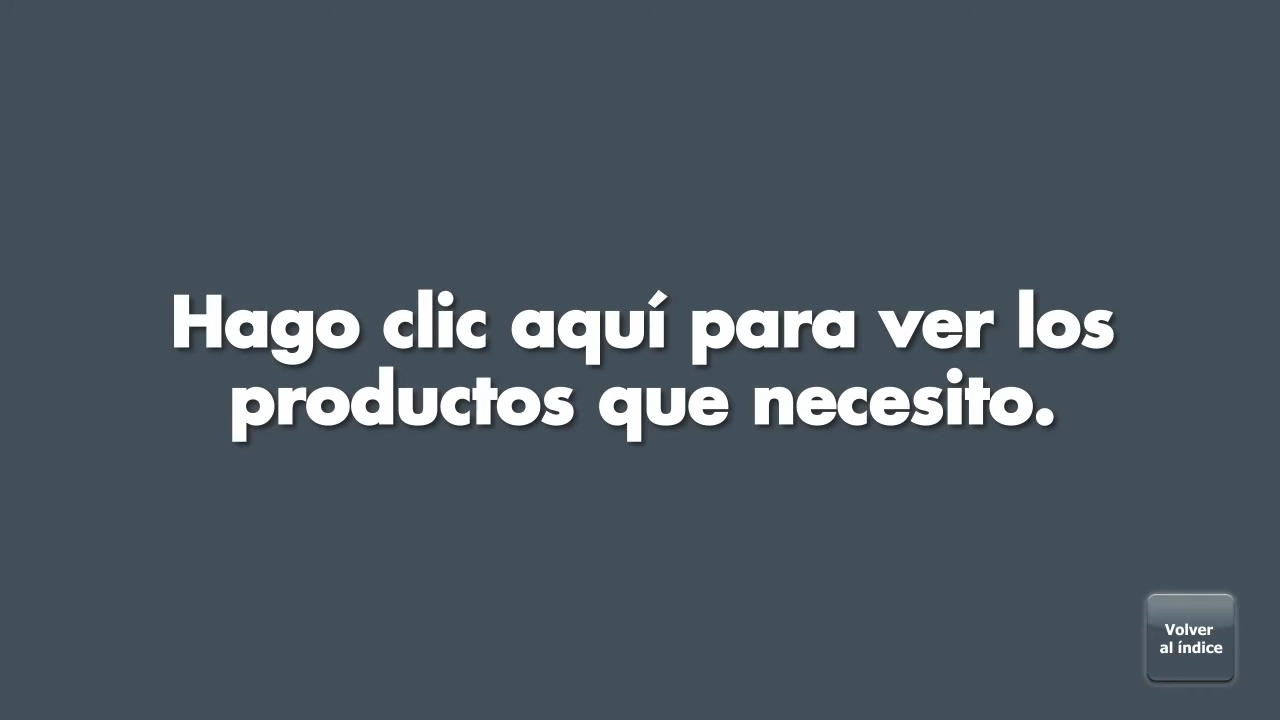 Hago clic aquí para ver los
productos que necesito.
Volver
al índice